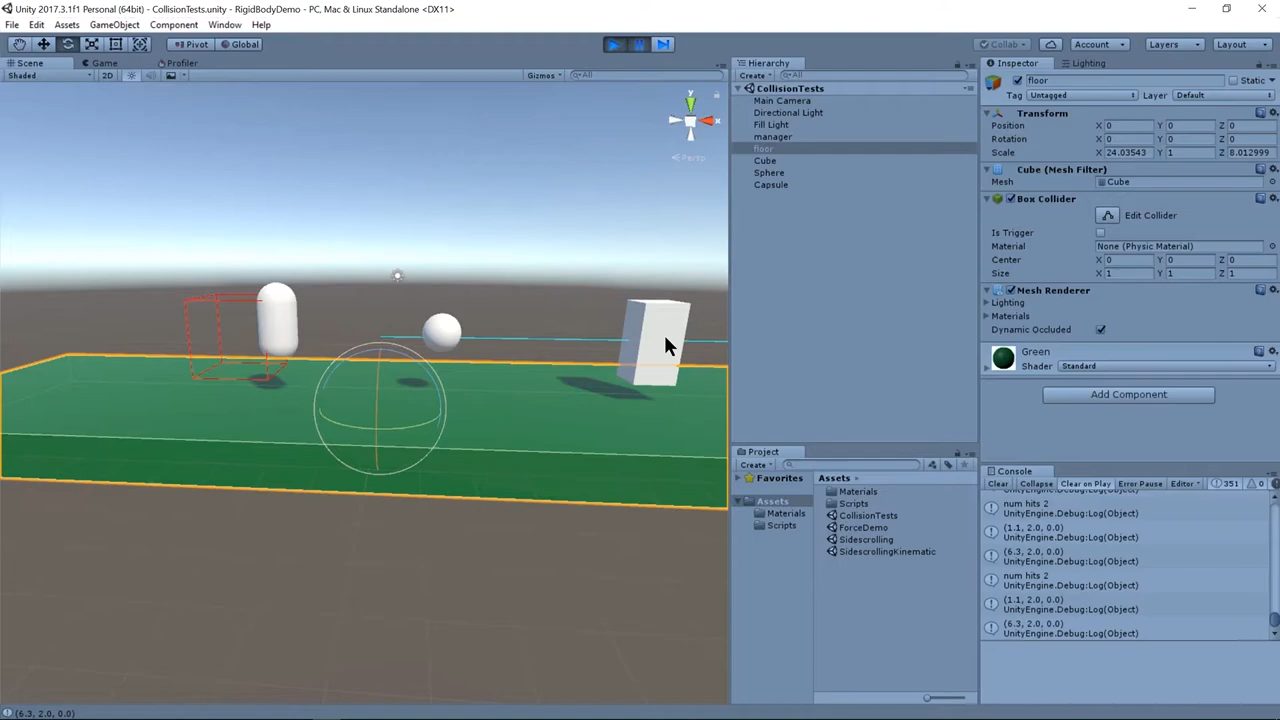 Unity 2017.3.1f1 Personal (64bit) - CollisionTests.unity - RigidBodyDemo - PC, Mac & Linux Standalone <DX11>
File Edit Assets GameObject Component Window Help
Pivot Global Collab Account Layers Layout
Scene Game Profiler
Shaded 2D Gizmos All
y
x
Persp
Hierarchy
Create All
CollisionTests
Main Camera
Directional Light
Fill Light
manager
floor
Cube
Sphere
Capsule
Inspector Lighting
floor Static
Tag Untagged Layer Default
Transform
Position X 0 Y 0 Z 0
Rotation X 0 Y 0 Z 0
Scale X 24.03543 Y 1 Z 8.012999
Cube (Mesh Filter)
Mesh Cube
Box Collider
Edit Collider
Is Trigger
Material None (Physic Material)
Center X 0 Y 0 Z 0
Size X 1 Y 1 Z 1
Mesh Renderer
Lighting
Materials
Dynamic Occluded
Green
Shader Standard
Add Component
Project
Create
Favorites
Assets
Materials
Scripts
Assets
Materials
Scripts
CollisionTests
ForceDemo
Sidescrolling
SidescrollingKinematic
Console
Clear Collapse Clear on Play Error Pause Editor 351 0
UnityEngine.Debug:Log(Object)
num hits 2
UnityEngine.Debug:Log(Object)
(1.1, 2.0, 0.0)
UnityEngine.Debug:Log(Object)
(6.3, 2.0, 0.0)
UnityEngine.Debug:Log(Object)
num hits 2
UnityEngine.Debug:Log(Object)
(1.1, 2.0, 0.0)
UnityEngine.Debug:Log(Object)
(6.3, 2.0, 0.0)
UnityEngine.Debug:Log(Object)
(6.3, 2.0, 0.0)